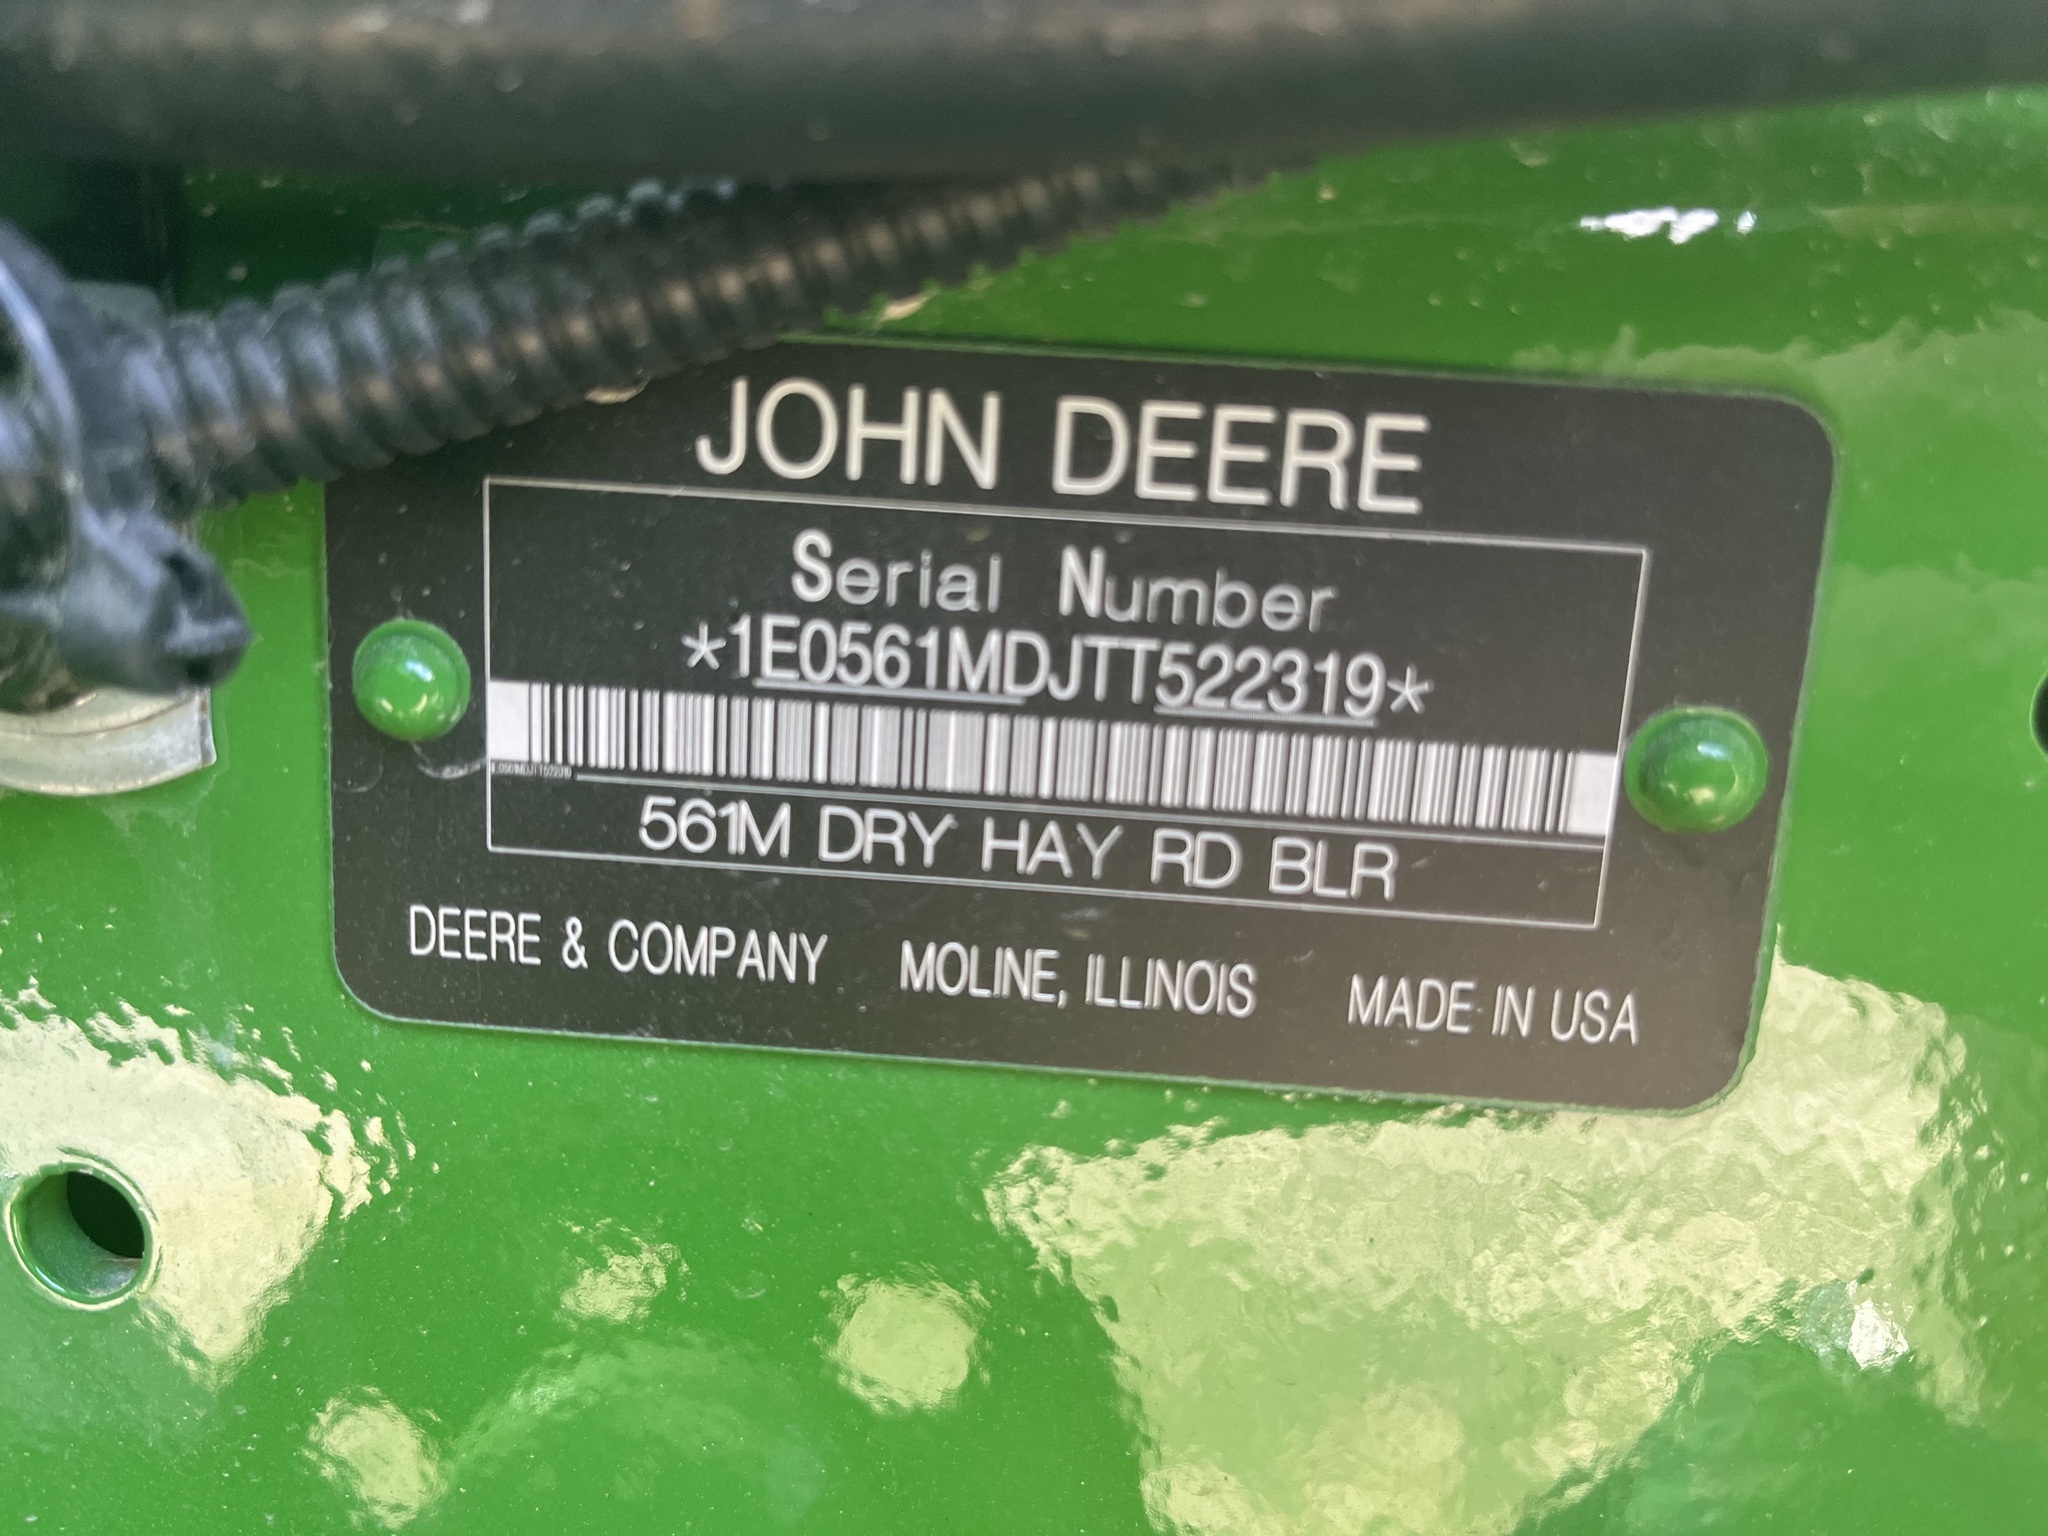 JOHN DEERE
Serial Number
*1E0561MDJTT522319*
561M DRY HAY RD BLR
DEERE & COMPANY MOLINE, ILLINOIS MADE IN USA